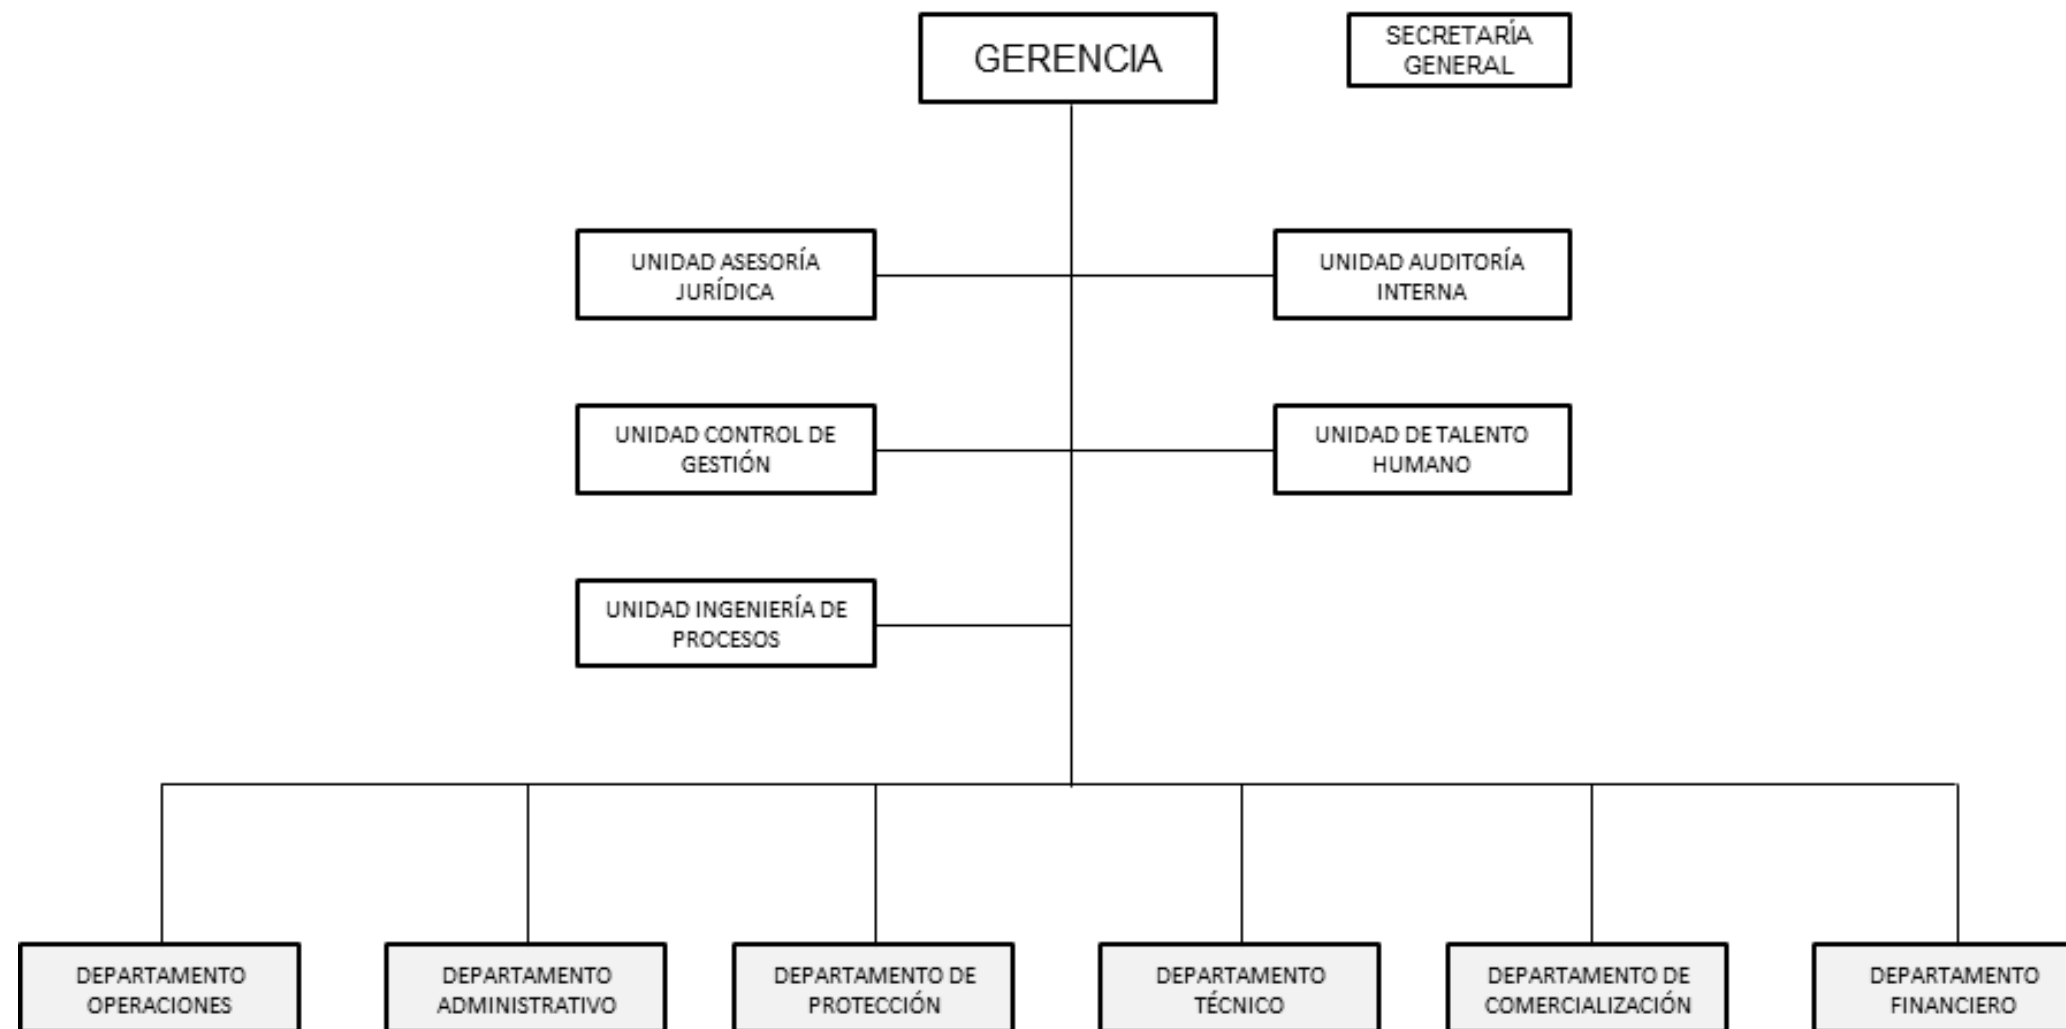 GERENCIA
SECRETARÍA
GENERAL
UNIDAD ASESORÍA
JURÍDICA
UNIDAD AUDITORÍA
INTERNA
UNIDAD CONTROL DE
GESTIÓN
UNIDAD DE TALENTO
HUMANO
UNIDAD INGENIERÍA DE
PROCESOS
DEPARTAMENTO
OPERACIONES
DEPARTAMENTO
ADMINISTRATIVO
DEPARTAMENTO DE
PROTECCIÓN
DEPARTAMENTO
TÉCNICO
DEPARTAMENTO DE
COMERCIALIZACIÓN
DEPARTAMENTO
FINANCIERO